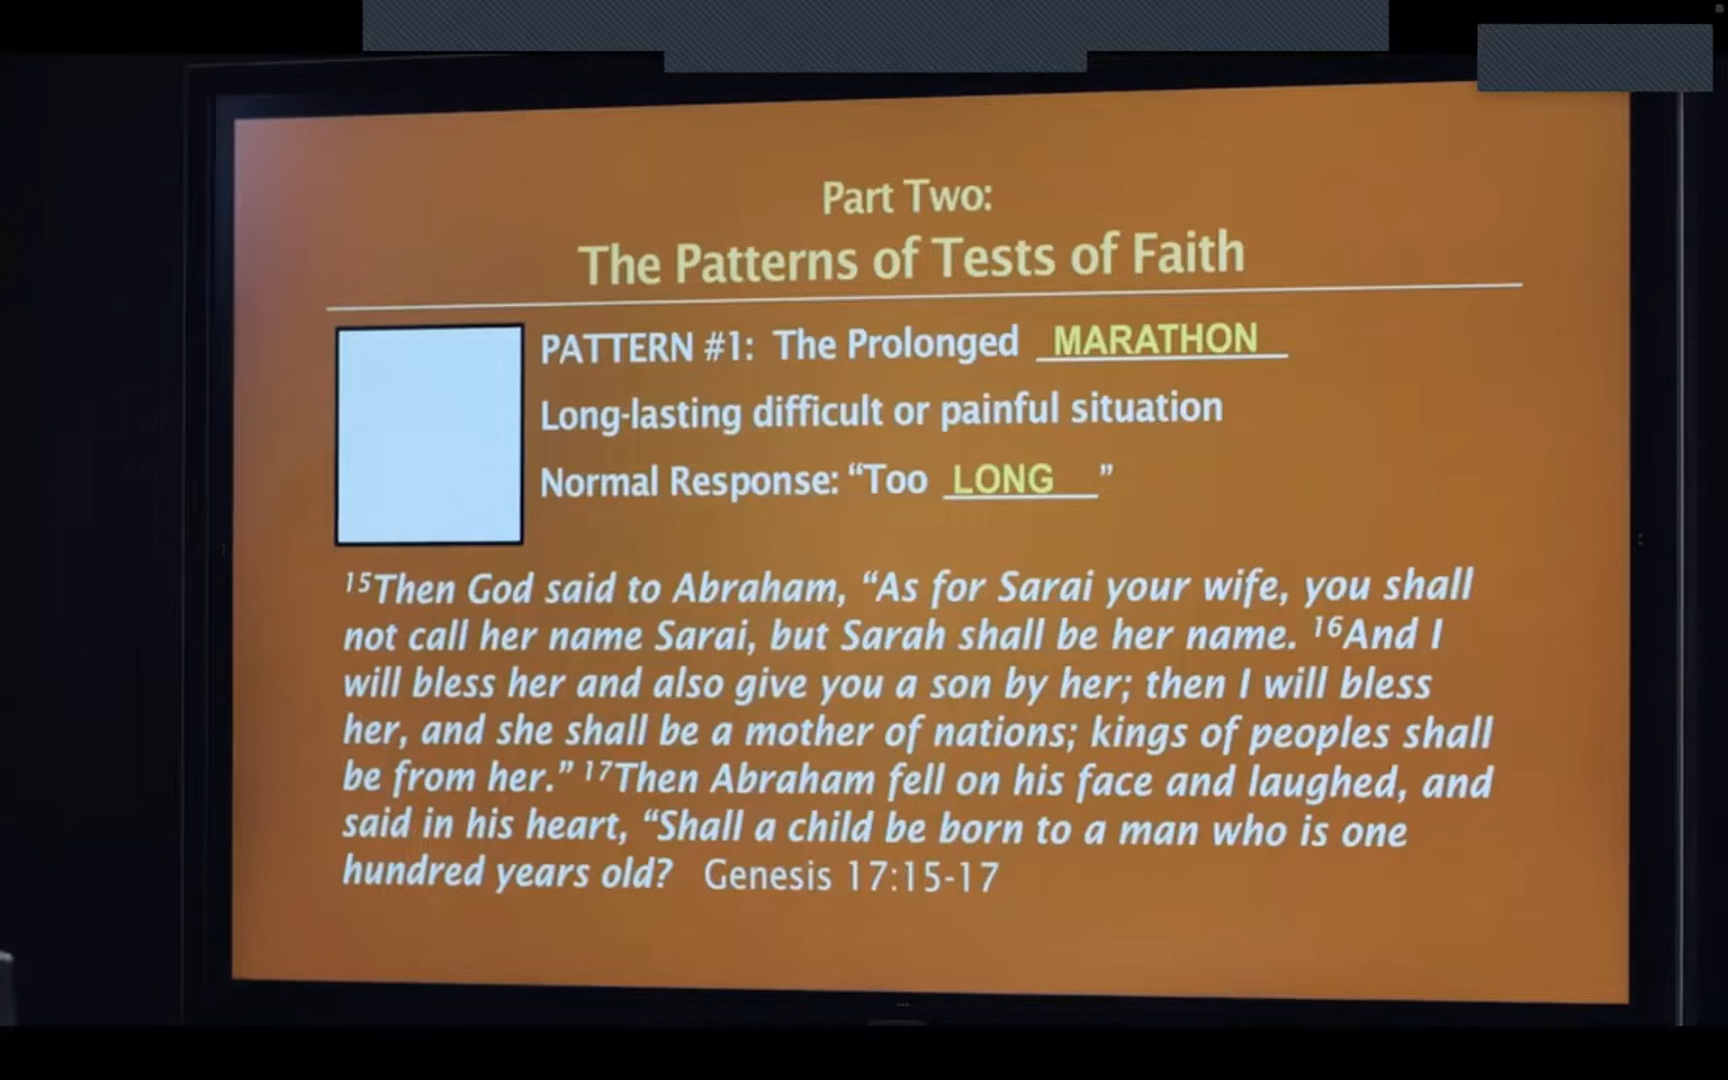 Part Two:
The Patterns of Tests of Faith
PATTERN #1: The Prolonged MARATHON
Long-lasting difficult or painful situation
Normal Response: “Too LONG ”
15Then God said to Abraham, “As for Sarai your wife, you shall
not call her name Sarai, but Sarah shall be her name. 16And I
will bless her and also give you a son by her; then I will bless
her, and she shall be a mother of nations; kings of peoples shall
be from her.” 17Then Abraham fell on his face and laughed, and
said in his heart, “Shall a child be born to a man who is one
hundred years old? Genesis 17:15-17